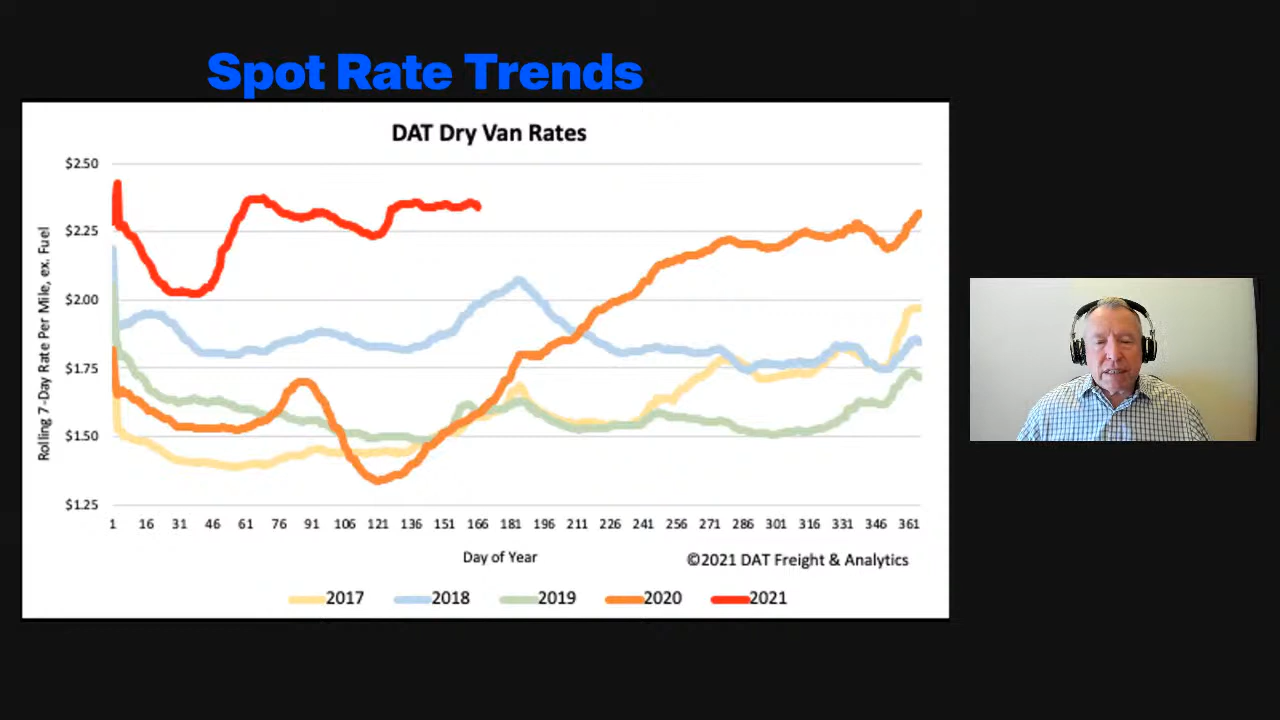 Spot Rate Trends
DAT Dry Van Rates
$2.50
$2.25
$2.00
$1.75
$1.50
$1.25
Rolling 7-Day Rate Per Mile, ex. Fuel
1 16 31 46 61 76 91 106 121 136 151 166 181 196 211 226 241 256 271 286 301 316 331 346 361
Day of Year
©2021 DAT Freight & Analytics
2017 2018 2019 2020 2021